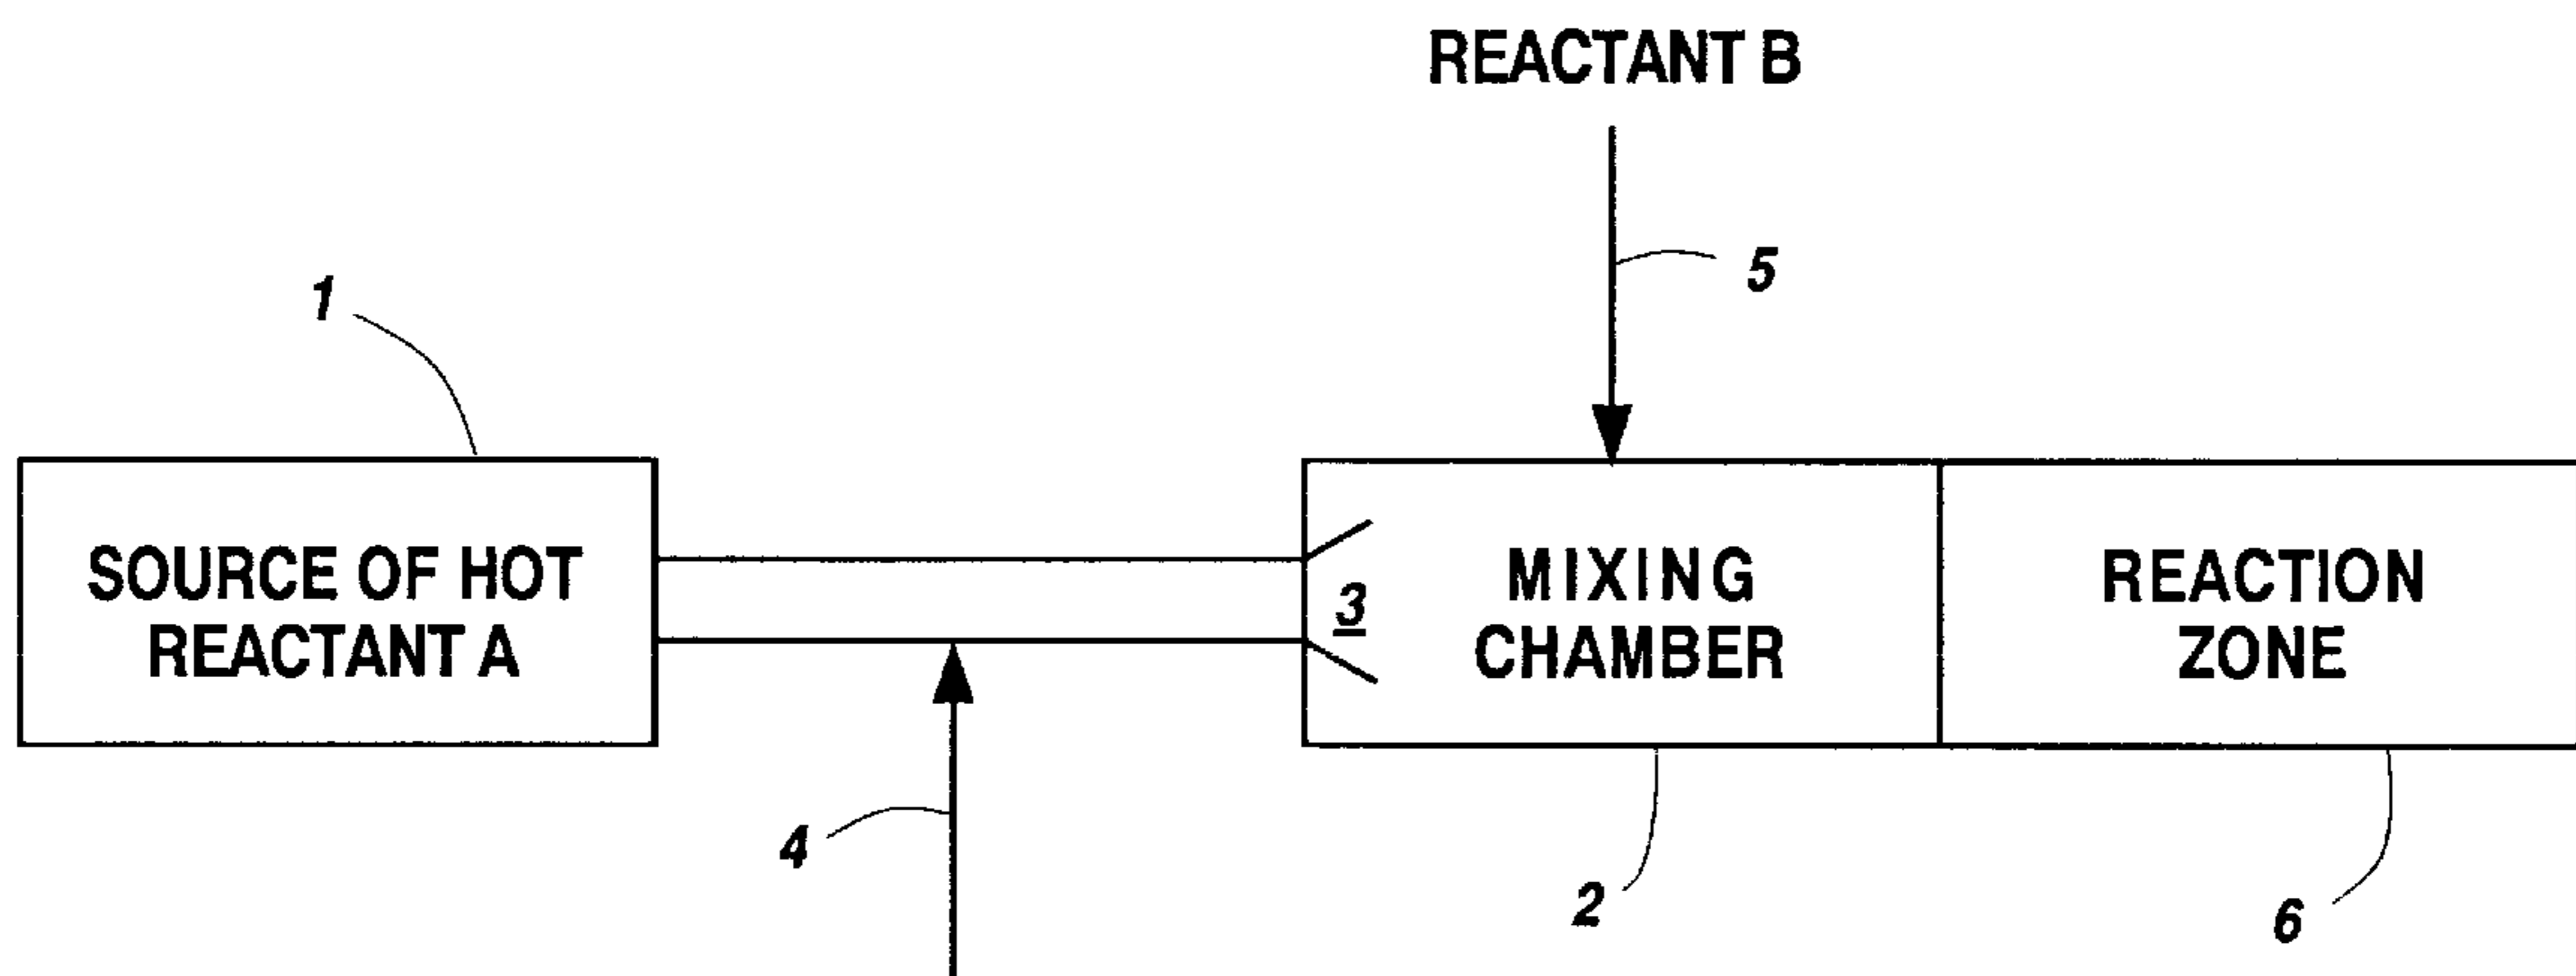 REACTANT B
5
1
SOURCE OF HOT
REACTANT A
3
MIXING
CHAMBER
REACTION
ZONE
4
2
6